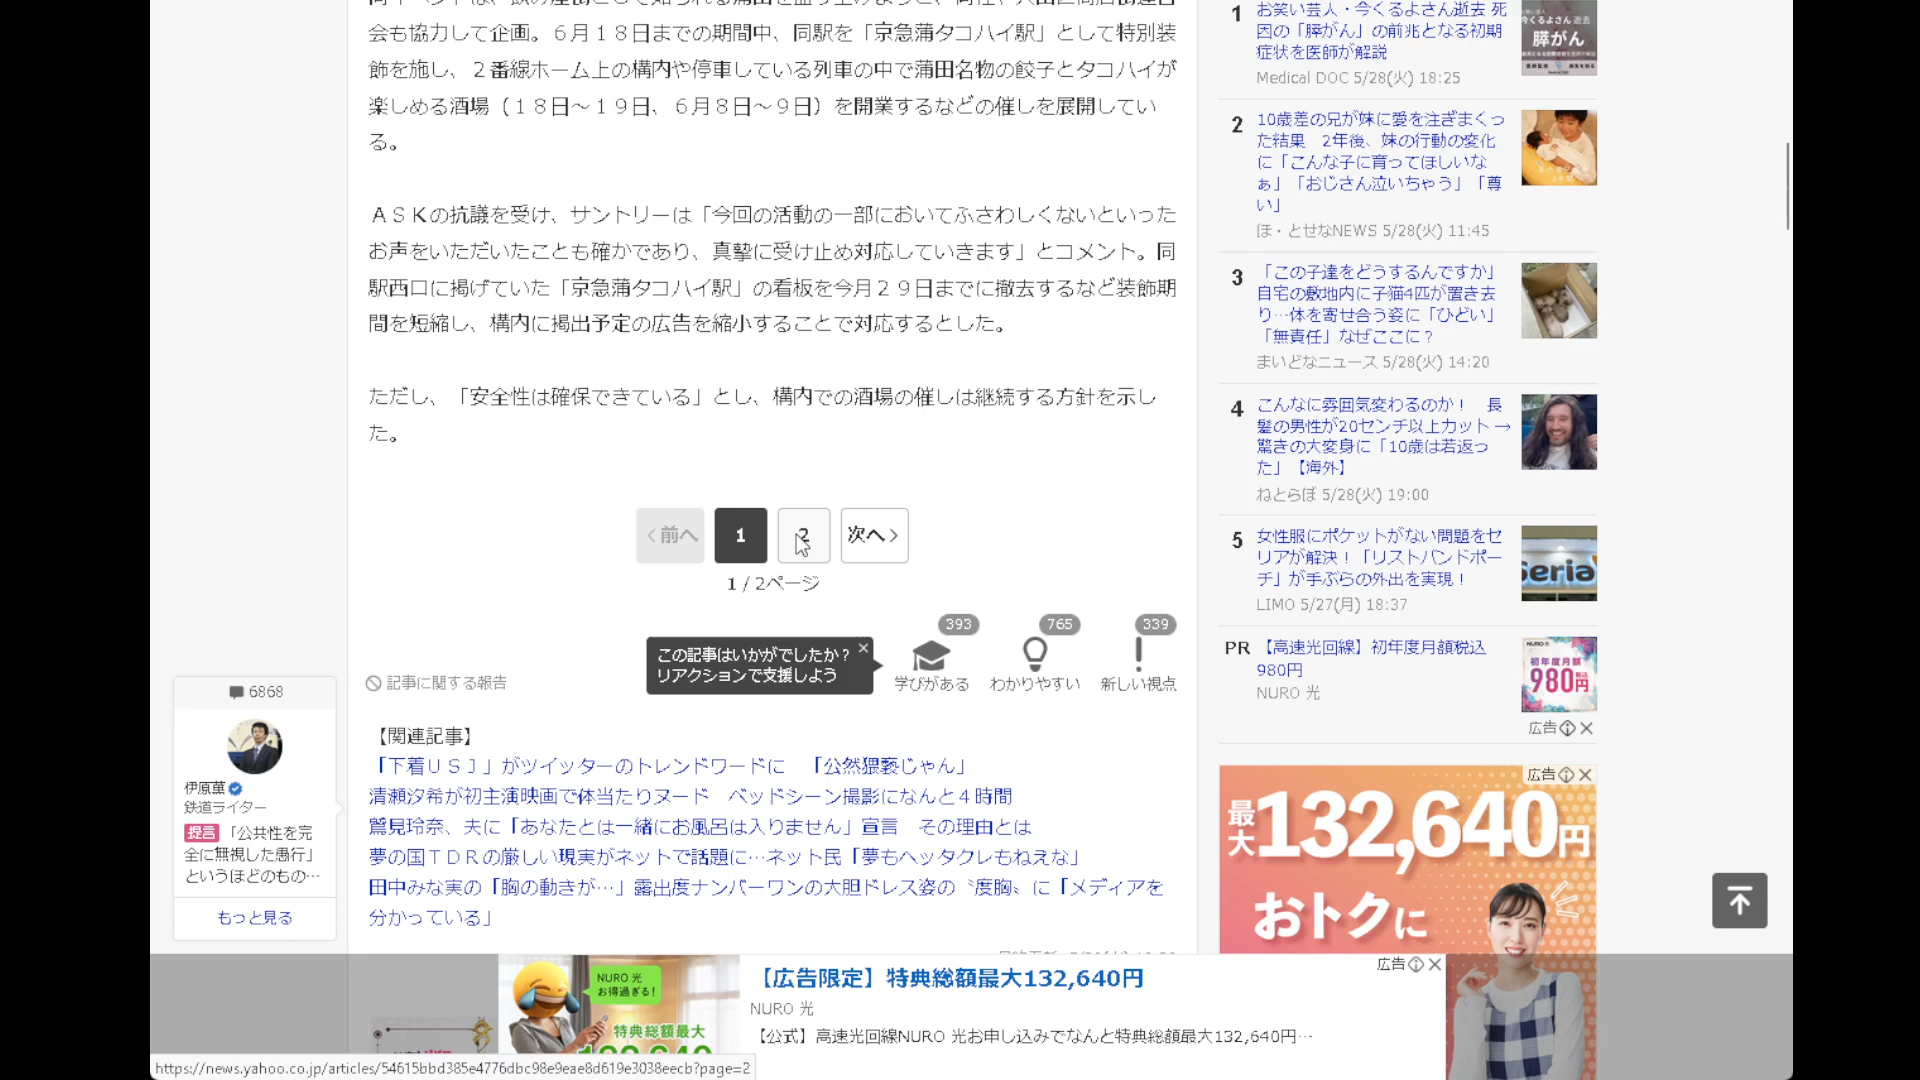 会も協力して企画。６月１８日までの期間中、同駅を「京急蒲タコハイ駅」として特別装
飾を施し、２番線ホーム上の構内や停車している列車の中で蒲田名物の餃子とタコハイが
楽しめる酒場（１８日～１９日、６月８日～９日）を開業するなどの催しを展開してい
る。
ＡＳＫの抗議を受け、サントリーは「今回の活動の一部においてふさわしくないといった
お声をいただいたことも確かであり、真摯に受け止め対応していきます」とコメント。同
駅西口に掲げていた「京急蒲タコハイ駅」の看板を今月２９日までに撤去するなど装飾期
間を短縮し、構内に掲出予定の広告を縮小することで対応するとした。
ただし、「安全性は確保できている」とし、構内での酒場の催しは継続する方針を示し
た。
前へ
1
2
次へ
1 / 2ページ
393
765
339
この記事はいかがでしたか？
リアクションで支援しよう
学びがある
わかりやすい
新しい視点
記事に関する報告
6868
伊原薫
鉄道ライター
提言 「公共性を完
全に無視した愚行」
というほどのもの…
もっと見る
【関連記事】
「下着ＵＳＪ」がツイッターのトレンドワードに　「公然猥褻じゃん」
清瀬汐希が初主演映画で体当たりヌード　ベッドシーン撮影になんと４時間
鷲見玲奈、夫に「あなたとは一緒にお風呂は入りません」宣言　その理由とは
夢の国ＴＤＲの厳しい現実がネットで話題に…ネット民「夢もヘッタクレもねえな」
田中みな実の「胸の動きが…」露出度ナンバーワンの大胆ドレス姿の〝度胸〟に「メディアを
分かっている」
1
お笑い芸人・今くるよさん逝去 死
因の「膵がん」の前兆となる初期
症状を医師が解説
Medical DOC 5/28(火) 18:25
今くるよさん 逝去
膵がん
2
10歳差の兄が妹に愛を注ぎまくっ
た結果　2年後、妹の行動の変化
に「こんな子に育ってほしいな
ぁ」「おじさん泣いちゃう」「尊
い」
ほ・とせなNEWS 5/28(火) 11:45
3
「この子達をどうするんですか」
自宅の敷地内に子猫4匹が置き去
り…体を寄せ合う姿に「ひどい」
「無責任」なぜここに？
まいどなニュース 5/28(火) 14:20
4
こんなに雰囲気変わるのか！　長
髪の男性が20センチ以上カット→
驚きの大変身に「10歳は若返っ
た」【海外】
ねとらぼ 5/28(火) 19:00
5
女性服にポケットがない問題をセ
リアが解決！「リストバンドポー
チ」が手ぶらの外出を実現！
LIMO 5/27(月) 18:37
Seria
PR
【高速光回線】初年度月額税込
980円
NURO 光
NURO 光
初年度月額
980円
広告
広告
最大132,640円
おトクに
NURO 光
お得過ぎる！
特典総額最大
【広告限定】特典総額最大132,640円
NURO 光
【公式】高速光回線NURO 光お申し込みでなんと特典総額最大132,640円…
広告
https://news.yahoo.co.jp/articles/54615bbd385e4776dbc98e9eae8d619e3038eecb?page=2